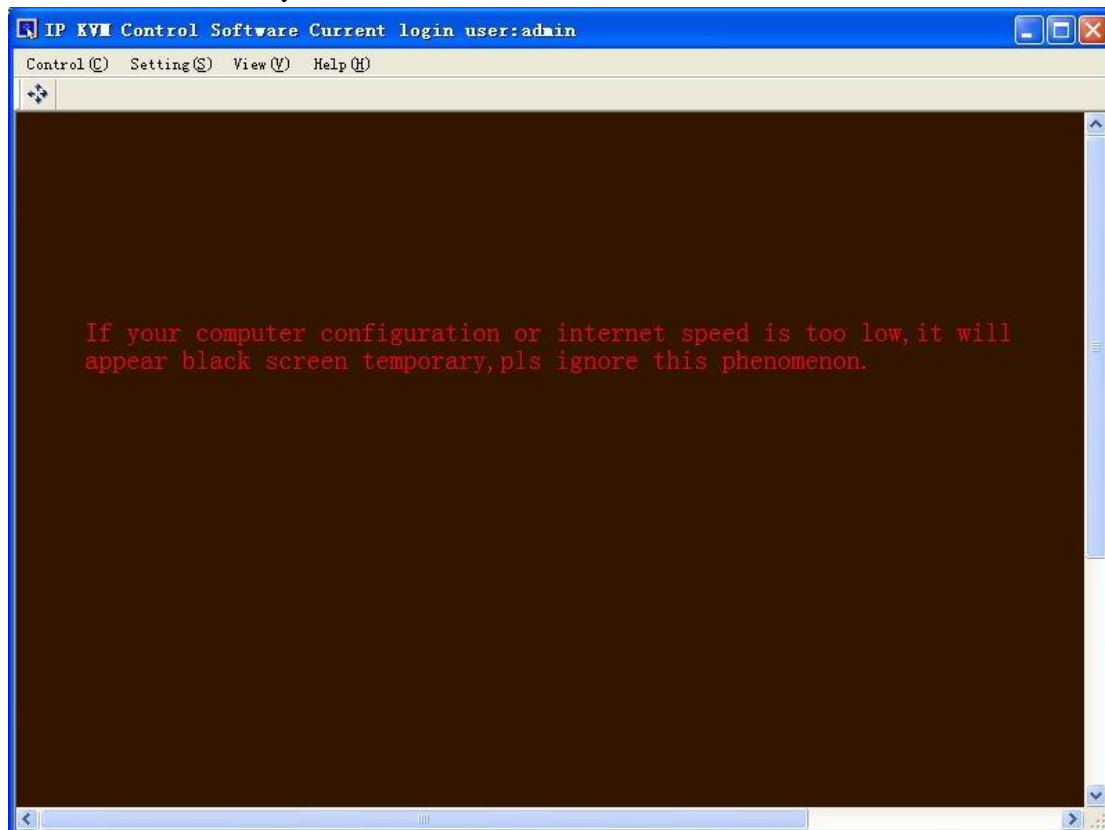 IP KVM Control Software Current login user:admin
Control(C) Setting(S) View(V) Help(H)
If your computer configuration or internet speed is too low,it will
appear black screen temporary,pls ignore this phenomenon.